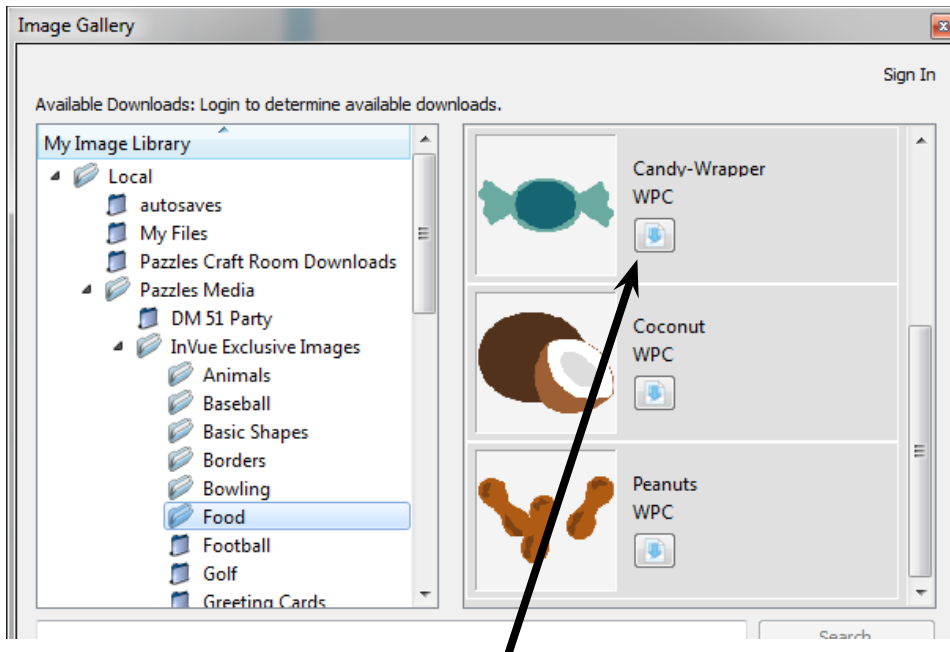 Image Gallery
Sign In
Available Downloads: Login to determine available downloads.
My Image Library
Local
autosaves
My Files
Pazzles Craft Room Downloads
Pazzles Media
DM 51 Party
InVue Exclusive Images
Animals
Baseball
Basic Shapes
Borders
Bowling
Food
Football
Golf
Greeting Cards
Candy-Wrapper
WPC
Coconut
WPC
Peanuts
WPC
Search